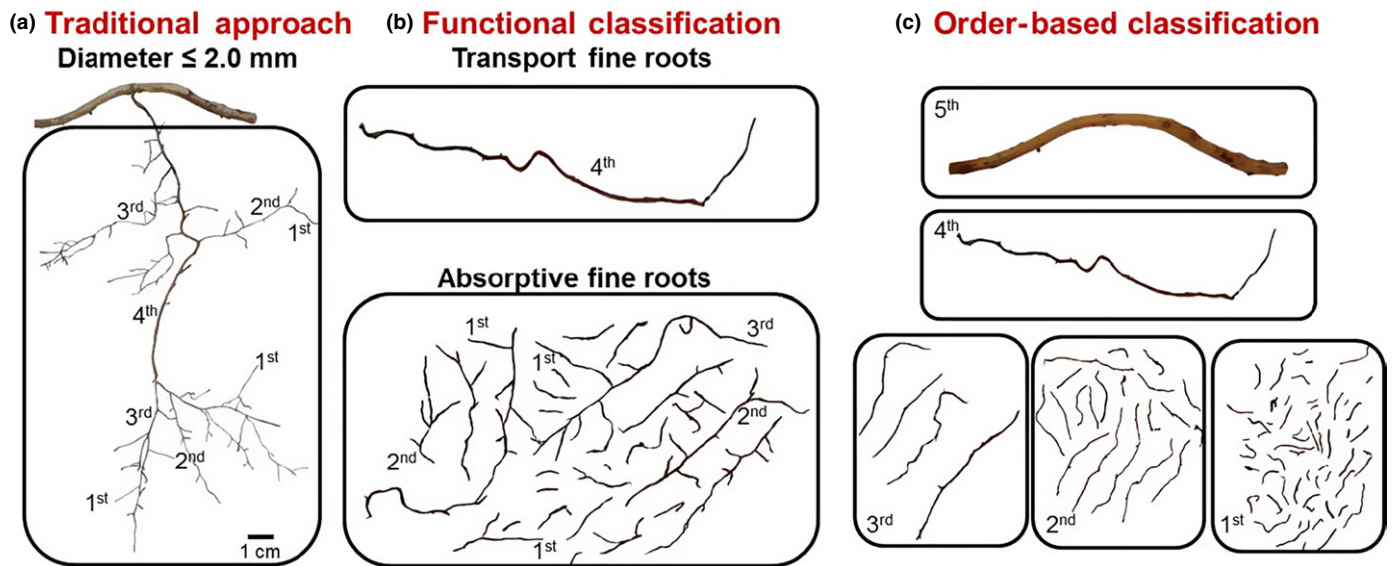 (a) Traditional approach
Diameter ≤ 2.0 mm
3rd
2nd
1st
4th
1st
3rd
2nd
1st
1 cm
(b) Functional classification
Transport fine roots
4th
Absorptive fine roots
1st
1st
3rd
2nd
2nd
1st
(c) Order-based classification
5th
4th
3rd
2nd
1st